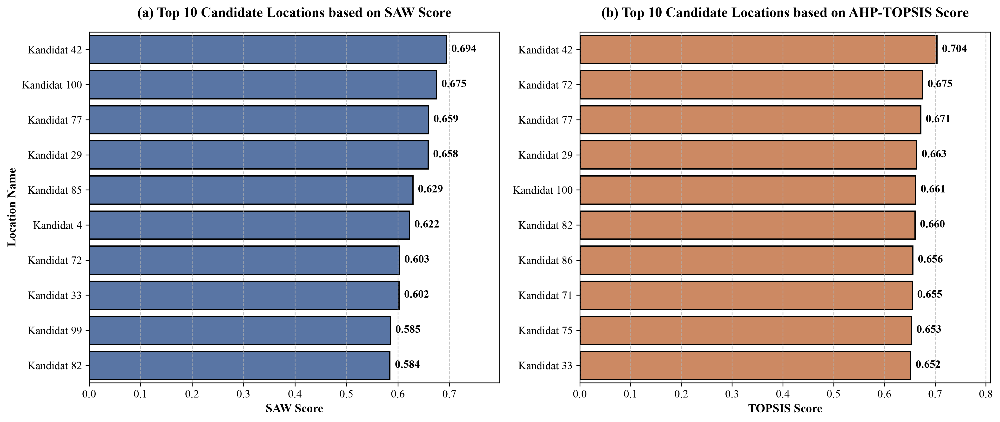 (a) Top 10 Candidate Locations based on SAW Score
Location Name
Kandidat 42 0.694
Kandidat 100 0.675
Kandidat 77 0.659
Kandidat 29 0.658
Kandidat 85 0.629
Kandidat 4 0.622
Kandidat 72 0.603
Kandidat 33 0.602
Kandidat 99 0.585
Kandidat 82 0.584
0.0 0.1 0.2 0.3 0.4 0.5 0.6 0.7
SAW Score
(b) Top 10 Candidate Locations based on AHP-TOPSIS Score
Kandidat 42 0.704
Kandidat 72 0.675
Kandidat 77 0.671
Kandidat 29 0.663
Kandidat 100 0.661
Kandidat 82 0.660
Kandidat 86 0.656
Kandidat 71 0.655
Kandidat 75 0.653
Kandidat 33 0.652
0.0 0.1 0.2 0.3 0.4 0.5 0.6 0.7 0.8
TOPSIS Score